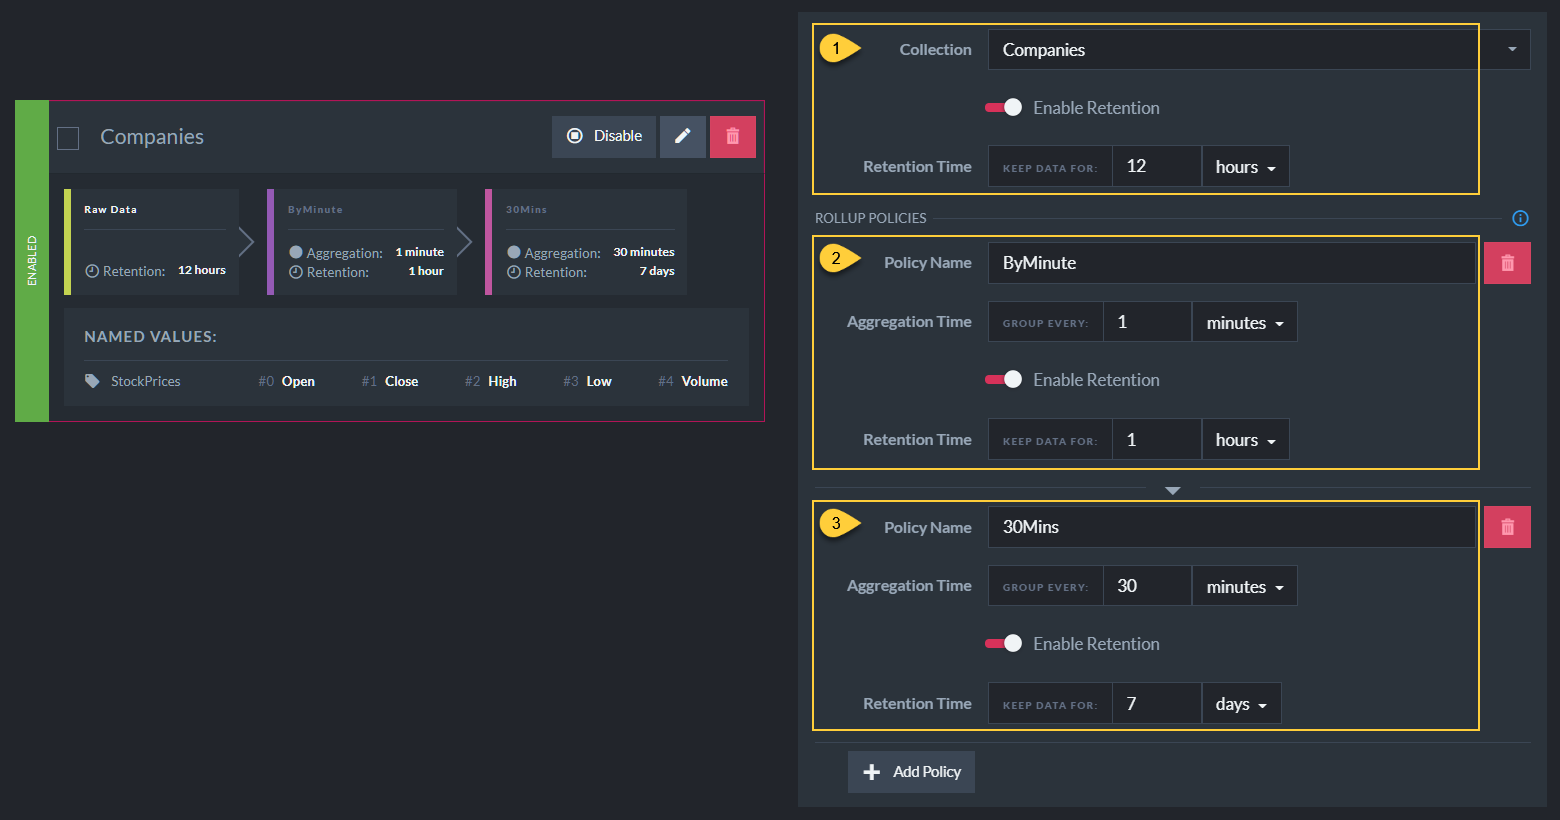 Companies
Disable
ENABLED
Raw Data
Retention: 12 hours
ByMinute
Aggregation: 1 minute
Retention: 1 hour
30Mins
Aggregation: 30 minutes
Retention: 7 days
NAMED VALUES:
StockPrices #0 Open #1 Close #2 High #3 Low #4 Volume
1 Collection Companies
Enable Retention
Retention Time KEEP DATA FOR: 12 hours
ROLLUP POLICIES
2 Policy Name ByMinute
Aggregation Time GROUP EVERY: 1 minutes
Enable Retention
Retention Time KEEP DATA FOR: 1 hours
3 Policy Name 30Mins
Aggregation Time GROUP EVERY: 30 minutes
Enable Retention
Retention Time KEEP DATA FOR: 7 days
Add Policy